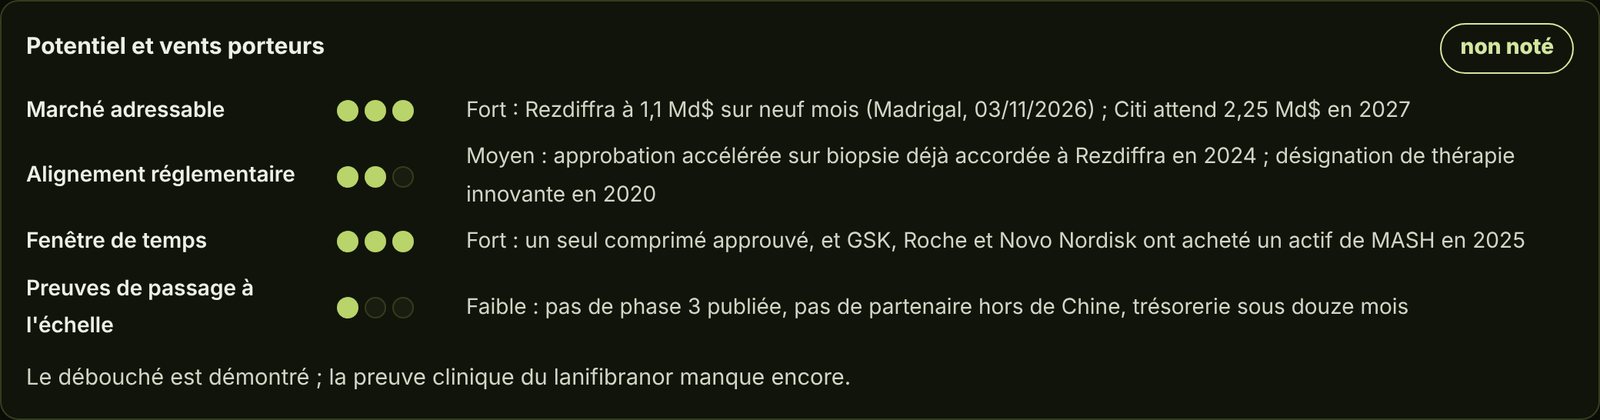 Potentiel et vents porteurs
non noté
Marché adressable
Fort : Rezdiffra à 1,1 Md$ sur neuf mois (Madrigal, 03/11/2026) ; Citi attend 2,25 Md$ en 2027
Alignement réglementaire
Moyen : approbation accélérée sur biopsie déjà accordée à Rezdiffra en 2024 ; désignation de thérapie
innovante en 2020
Fenêtre de temps
Fort : un seul comprimé approuvé, et GSK, Roche et Novo Nordisk ont acheté un actif de MASH en 2025
Preuves de passage à
l'échelle
Faible : pas de phase 3 publiée, pas de partenaire hors de Chine, trésorerie sous douze mois
Le débouché est démontré ; la preuve clinique du lanifibranor manque encore.